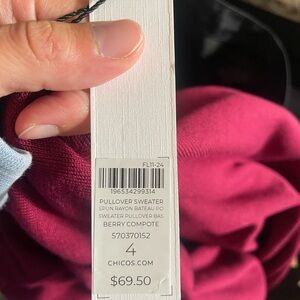 FL11-24
196534299314
PULLOVER SWEATER
SPUN RAYON BATEAU PO
SWEATER PULLOVER BAS
BERRY COMPOTE
570370152
4
CHICOS.COM
$69.50